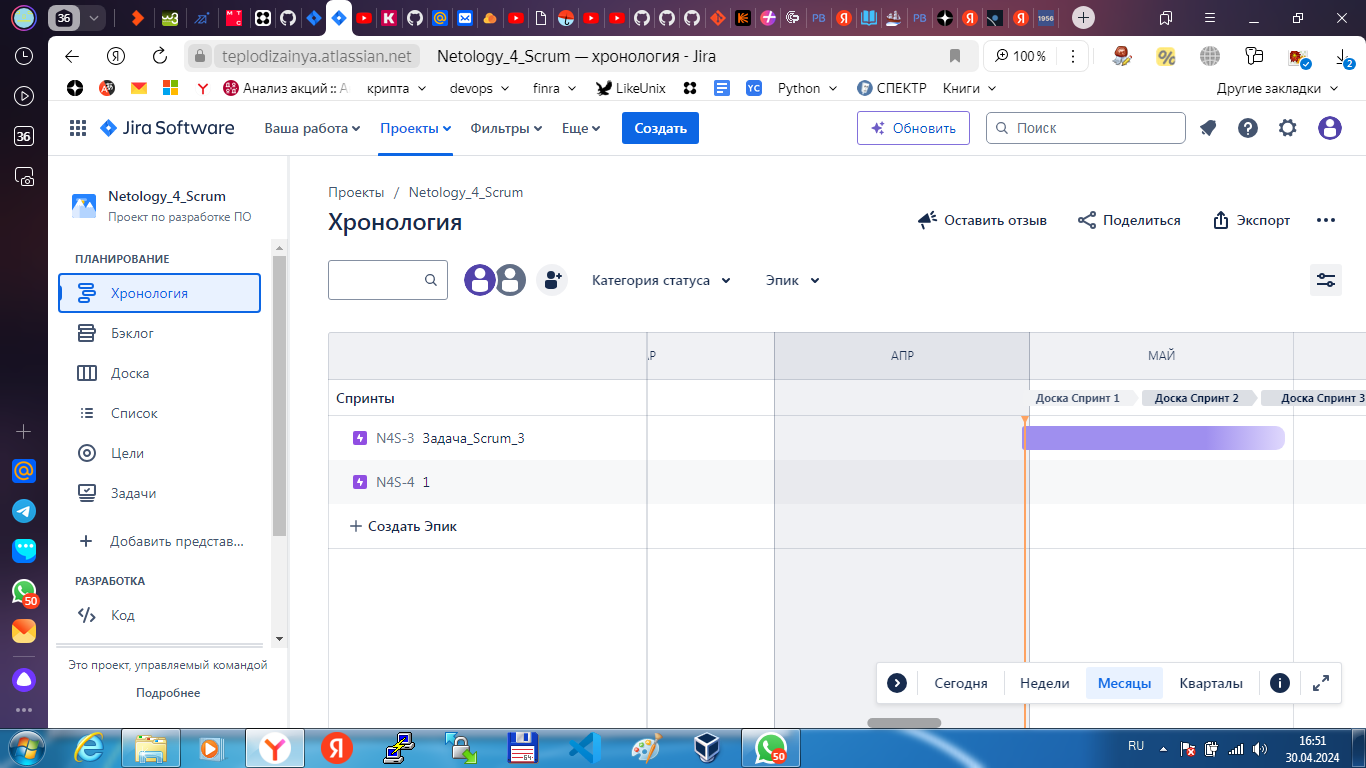 36
teplodizainya.atlassian.net
Netology_4_Scrum — хронология - Jira
100 %
2
Анализ акций :: А
крипта
devops
finra
LikeUnix
Python
СПЕКТР
Книги
Другие закладки
36
Jira Software
Ваша работа
Проекты
Фильтры
Еще
Создать
Обновить
Поиск
Netology_4_Scrum
Проект по разработке ПО
ПЛАНИРОВАНИЕ
Хронология
Бэклог
Доска
Список
Цели
Задачи
Добавить представ...
РАЗРАБОТКА
Код
Это проект, управляемый командой
Подробнее
Проекты / Netology_4_Scrum
Хронология
Оставить отзыв
Поделиться
Экспорт
Категория статуса
Эпик
АПР
МАЙ
Спринты
Доска Спринт 1
Доска Спринт 2
Доска Спринт 3
N4S-3 Задача_Scrum_3
N4S-4 1
Создать Эпик
Сегодня
Недели
Месяцы
Кварталы
50
50
RU
16:51
30.04.2024